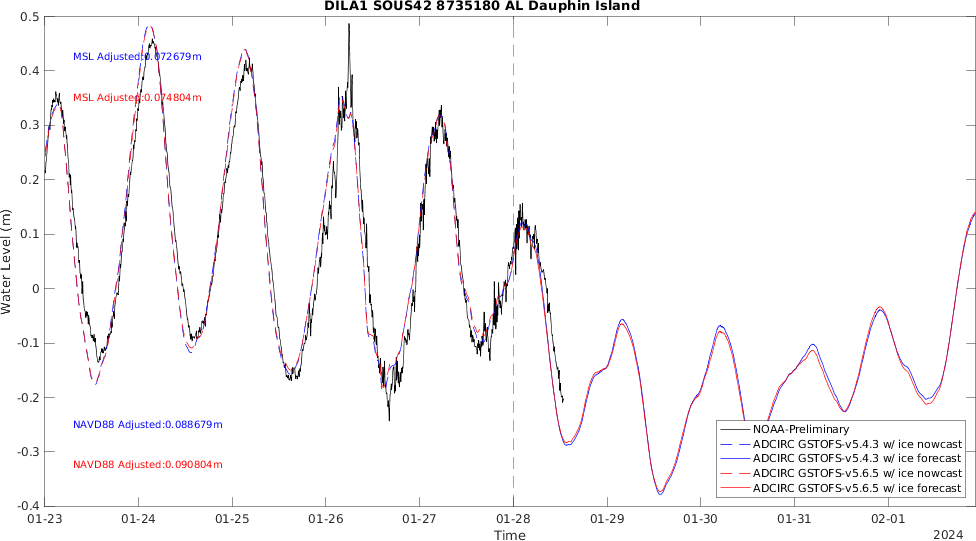 DILA1 SOUS42 8735180 AL Dauphin Island
0.5
0.4
0.3
0.2
0.1
0
-0.1
-0.2
-0.3
-0.4
Water Level (m)
MSL Adjusted:0.072679m
MSL Adjusted:0.074804m
NAVD88 Adjusted:0.088679m
NAVD88 Adjusted:0.090804m
NOAA-Preliminary
ADCIRC GSTOFS-v5.4.3 w/ ice nowcast
ADCIRC GSTOFS-v5.4.3 w/ ice forecast
ADCIRC GSTOFS-v5.6.5 w/ ice nowcast
ADCIRC GSTOFS-v5.6.5 w/ ice forecast
01-23 01-24 01-25 01-26 01-27 01-28 01-29 01-30 01-31 02-01
Time
2024